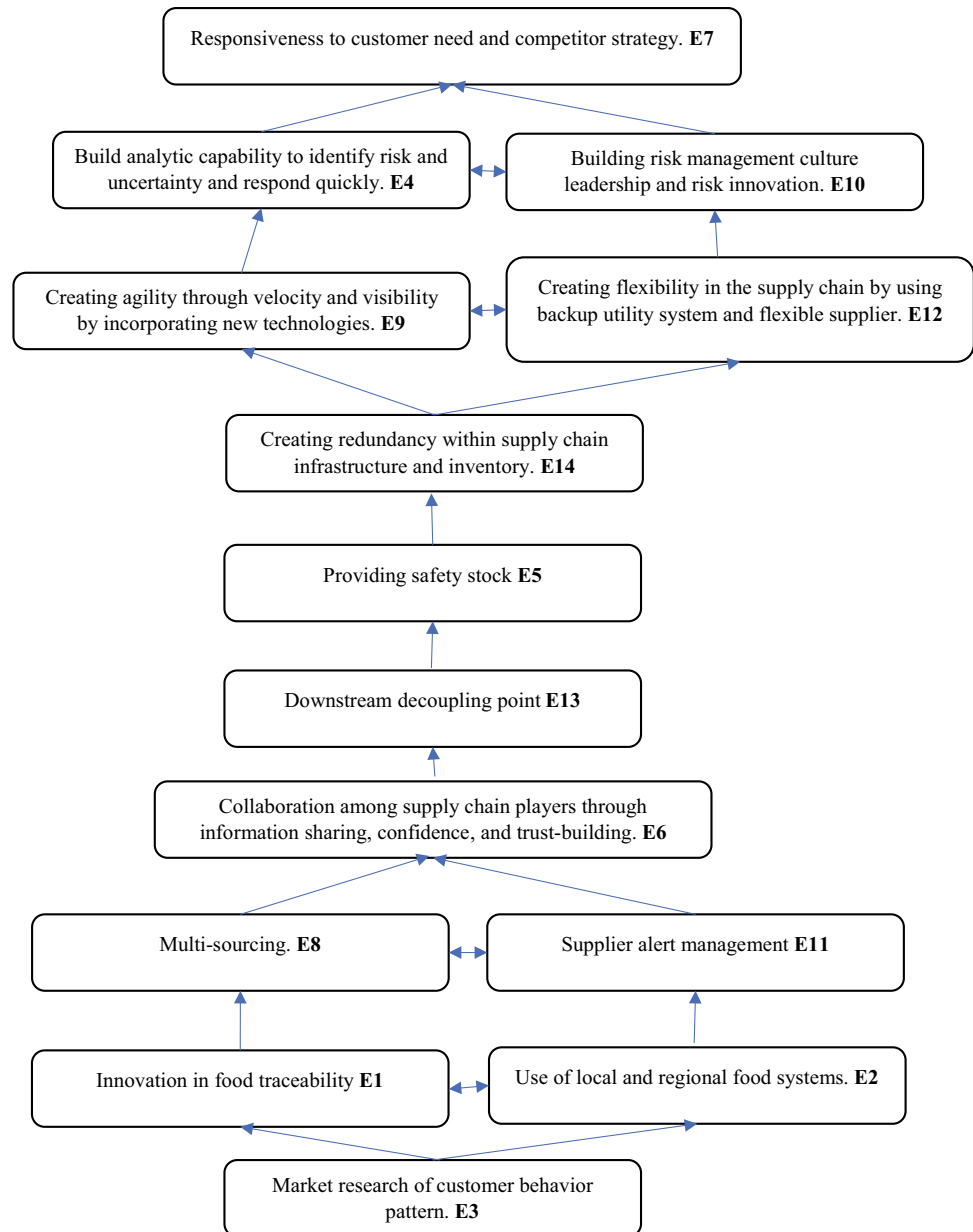 Responsiveness to customer need and competitor strategy. E7
Build analytic capability to identify risk and
uncertainty and respond quickly. E4
Building risk management culture
leadership and risk innovation. E10
Creating agility through velocity and visibility
by incorporating new technologies. E9
Creating flexibility in the supply chain by using
backup utility system and flexible supplier. E12
Creating redundancy within supply chain
infrastructure and inventory. E14
Providing safety stock E5
Downstream decoupling point E13
Collaboration among supply chain players through
information sharing, confidence, and trust-building. E6
Multi-sourcing. E8
Supplier alert management E11
Innovation in food traceability E1
Use of local and regional food systems. E2
Market research of customer behavior
pattern. E3